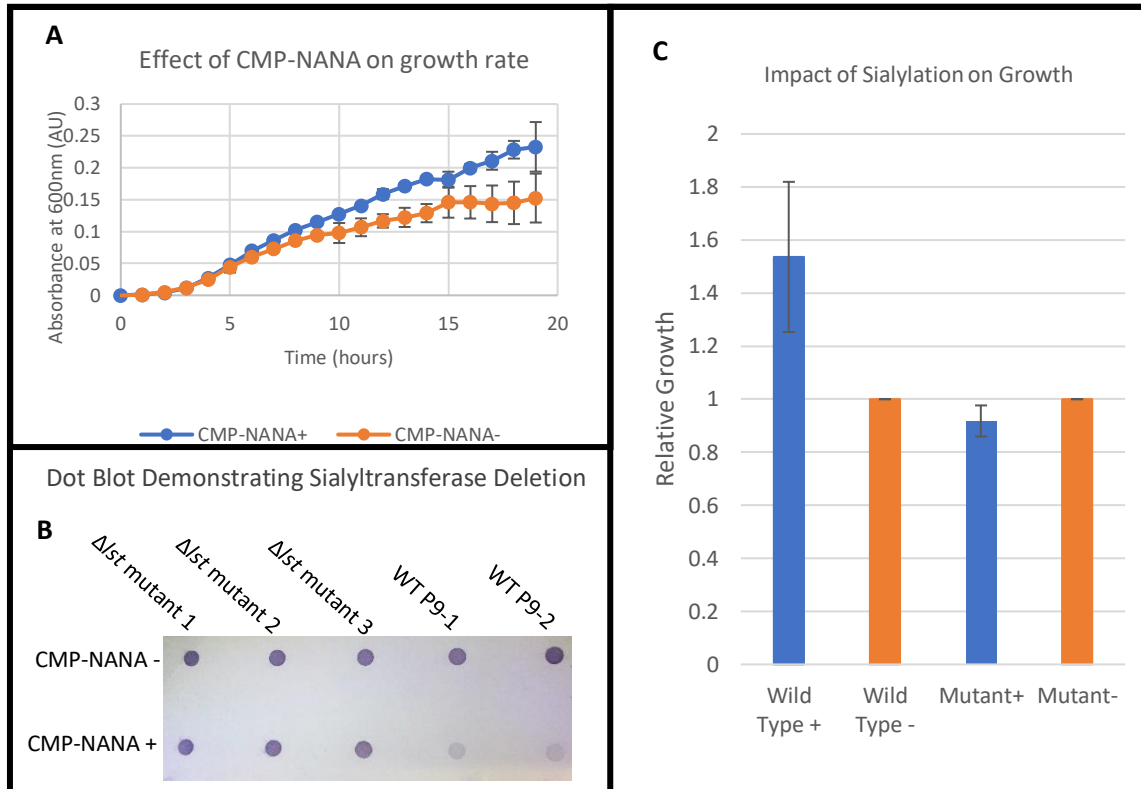 A
Effect of CMP-NANA on growth rate
Absorbance at 600nm (AU)
0.3
0.25
0.2
0.15
0.1
0.05
0
0 5 10 15 20
Time (hours)
CMP-NANA+ CMP-NANA-
Dot Blot Demonstrating Sialyltransferase Deletion
B
Δlst mutant 1
Δlst mutant 2
Δlst mutant 3
WT P9-1
WT P9-2
CMP-NANA -
CMP-NANA +
C
Impact of Sialylation on Growth
Relative Growth
2
1.8
1.6
1.4
1.2
1
0.8
0.6
0.4
0.2
0
Wild Type +
Wild Type -
Mutant+
Mutant-